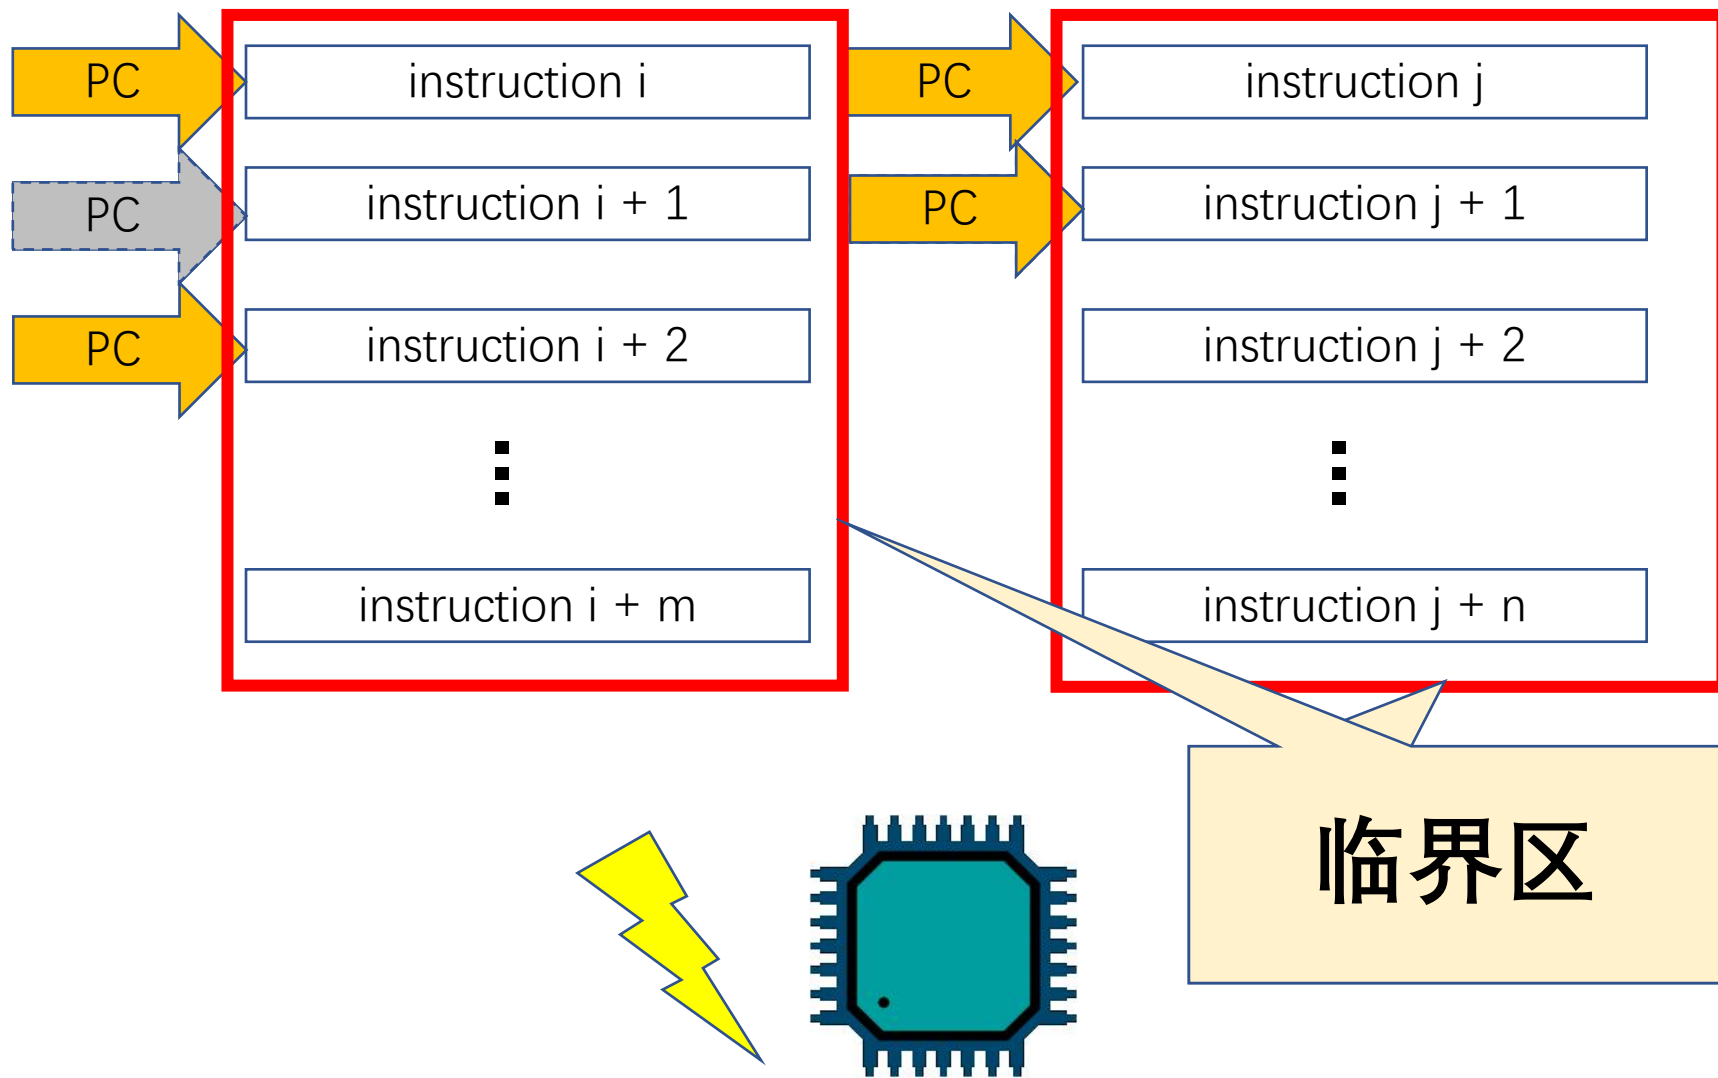 PC
instruction i
PC
instruction j
PC
instruction i + 1
PC
instruction j + 1
PC
instruction i + 2
instruction j + 2
instruction i + m
instruction j + n
临界区